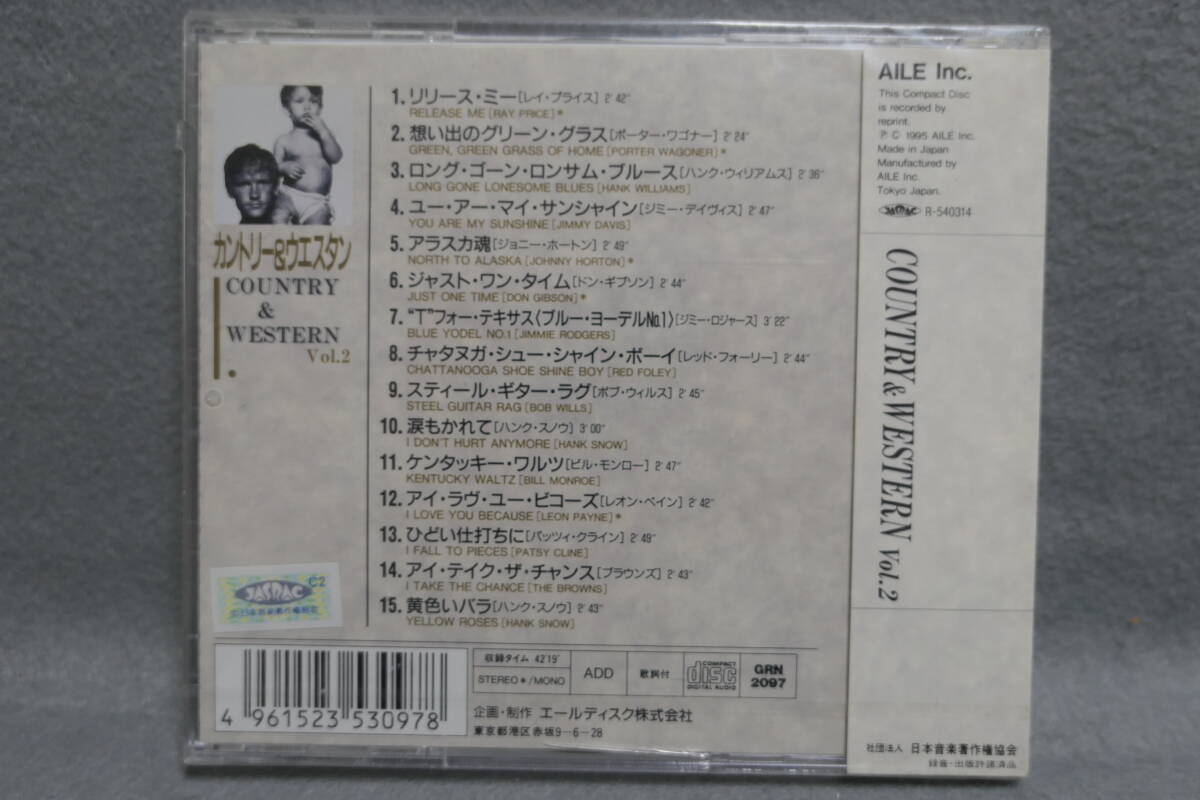 カントリー&ウエスタン
COUNTRY
&
WESTERN
Vol.2
1. リリース・ミー[レイ・プライス] 2'42"
RELEASE ME [RAY PRICE]*
2. 想い出のグリーン・グラス[ポーター・ワゴナー] 2'24"
GREEN, GREEN GRASS OF HOME [PORTER WAGONER]*
3. ロング・ゴーン・ロンサム・ブルース[ハンク・ウィリアムス] 2'36"
LONG GONE LONESOME BLUES [HANK WILLIAMS]
4. ユー・アー・マイ・サンシャイン[ジミー・デイヴィス] 2'47"
YOU ARE MY SUNSHINE [JIMMY DAVIS]
5. アラスカ魂[ジョニー・ホートン] 2'49"
NORTH TO ALASKA [JOHNNY HORTON]*
6. ジャスト・ワン・タイム[ドン・ギブソン] 2'44"
JUST ONE TIME [DON GIBSON]*
7. "T"フォー・テキサス〈ブルー・ヨーデルNo.1〉[ジミー・ロジャース] 3'22"
BLUE YODEL NO.1 [JIMMIE RODGERS]
8. チャタヌガ・シュー・シャイン・ボーイ[レッド・フォーリー] 2'44"
CHATTANOOGA SHOE SHINE BOY [RED FOLEY]
9. スティール・ギター・ラグ[ボブ・ウィルス] 2'45"
STEEL GUITAR RAG [BOB WILLS]
10. 涙もかれて[ハンク・スノウ] 3'00"
I DON'T HURT ANYMORE [HANK SNOW]
11. ケンタッキー・ワルツ[ビル・モンロー] 2'47"
KENTUCKY WALTZ [BILL MONROE]
12. アイ・ラヴ・ユー・ビコーズ[レオン・ペイン] 2'42"
I LOVE YOU BECAUSE [LEON PAYNE]*
13. ひどい仕打ちに[パッツィ・クライン] 2'49"
I FALL TO PIECES [PATSY CLINE]
14. アイ・テイク・ザ・チャンス[ブラウンズ] 2'43"
I TAKE THE CHANCE [THE BROWNS]
15. 黄色いバラ[ハンク・スノウ] 2'43"
YELLOW ROSES [HANK SNOW]
C2
JASRAC
日本音楽著作権協会
4 961523 530978
収録タイム 42'19"
STEREO*/MONO
ADD
歌詞付
COMPACT
disc
DIGITAL AUDIO
GRN
2097
企画・制作 エールディスク株式会社
東京都港区赤坂9-6-28
AILE Inc.
This Compact Disc
is recorded by
reprint.
Ⓟ © 1995 AILE Inc.
Made in Japan
Manufactured by
AILE Inc.
Tokyo Japan.
JASRAC R-540314
COUNTRY & WESTERN Vol.2
社団法人 日本音楽著作権協会
録音・出版許諾済品